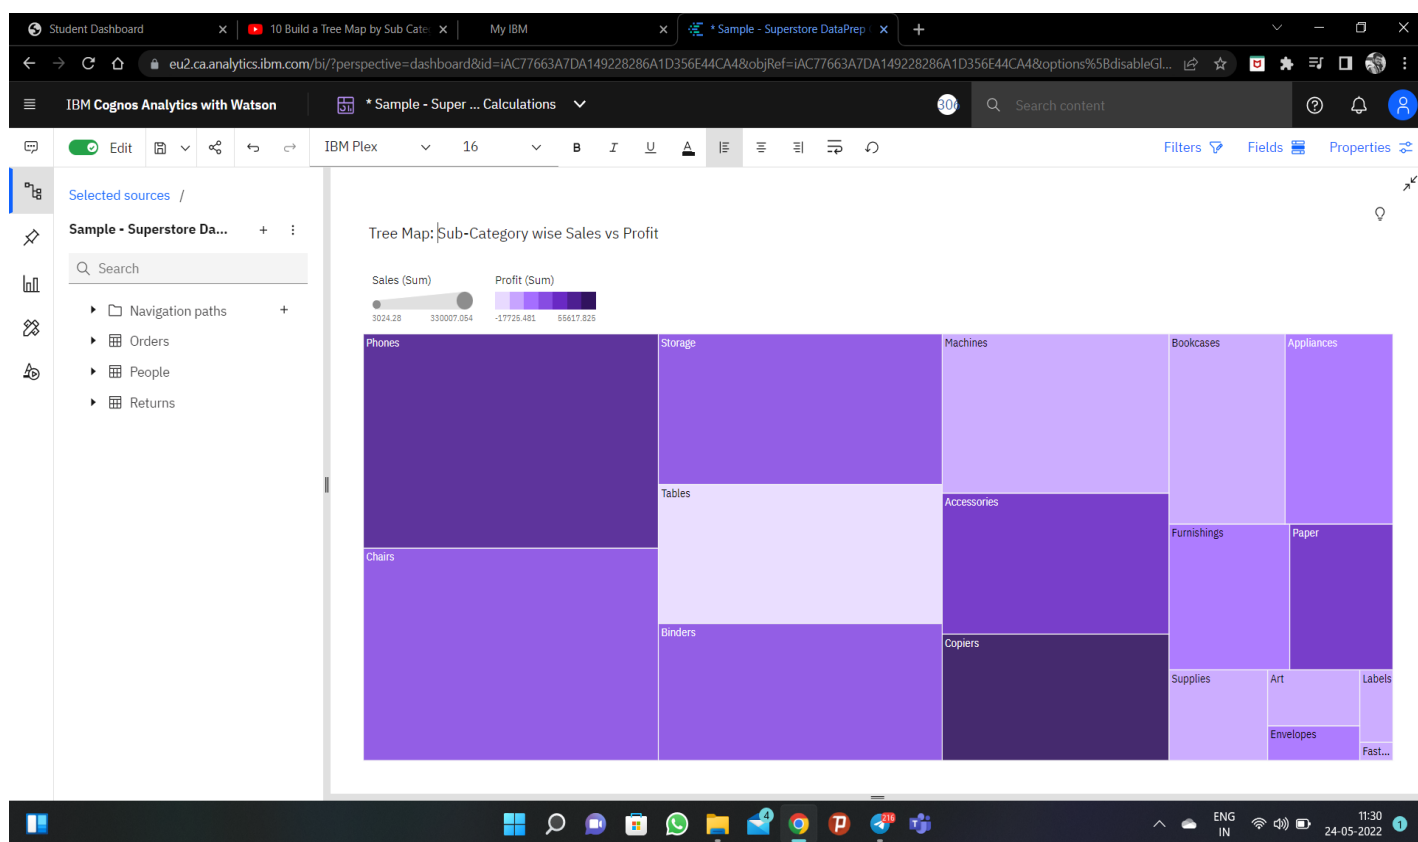 Student Dashboard
10 Build a Tree Map by Sub Cate
My IBM
* Sample - Superstore DataPrep
eu2.ca.analytics.ibm.com/bi/?perspective=dashboard&id=iAC77663A7DA149228286A1D356E44CA4&objRef=iAC77663A7DA149228286A1D356E44CA4&options%5BdisableGl...
IBM Cognos Analytics with Watson
* Sample - Super ... Calculations
306
Search content
Edit
IBM Plex
16
B I U A
Filters
Fields
Properties
Selected sources /
Sample - Superstore Da...
Search
Navigation paths
Orders
People
Returns
Tree Map: Sub-Category wise Sales vs Profit
Sales (Sum)
Profit (Sum)
3024.28 330007.054
-17725.481 55617.825
Phones
Storage
Machines
Bookcases
Appliances
Tables
Accessories
Furnishings
Paper
Chairs
Binders
Copiers
Supplies
Art
Labels
Envelopes
Fast...
4
216
ENG
IN
11:30
24-05-2022
1